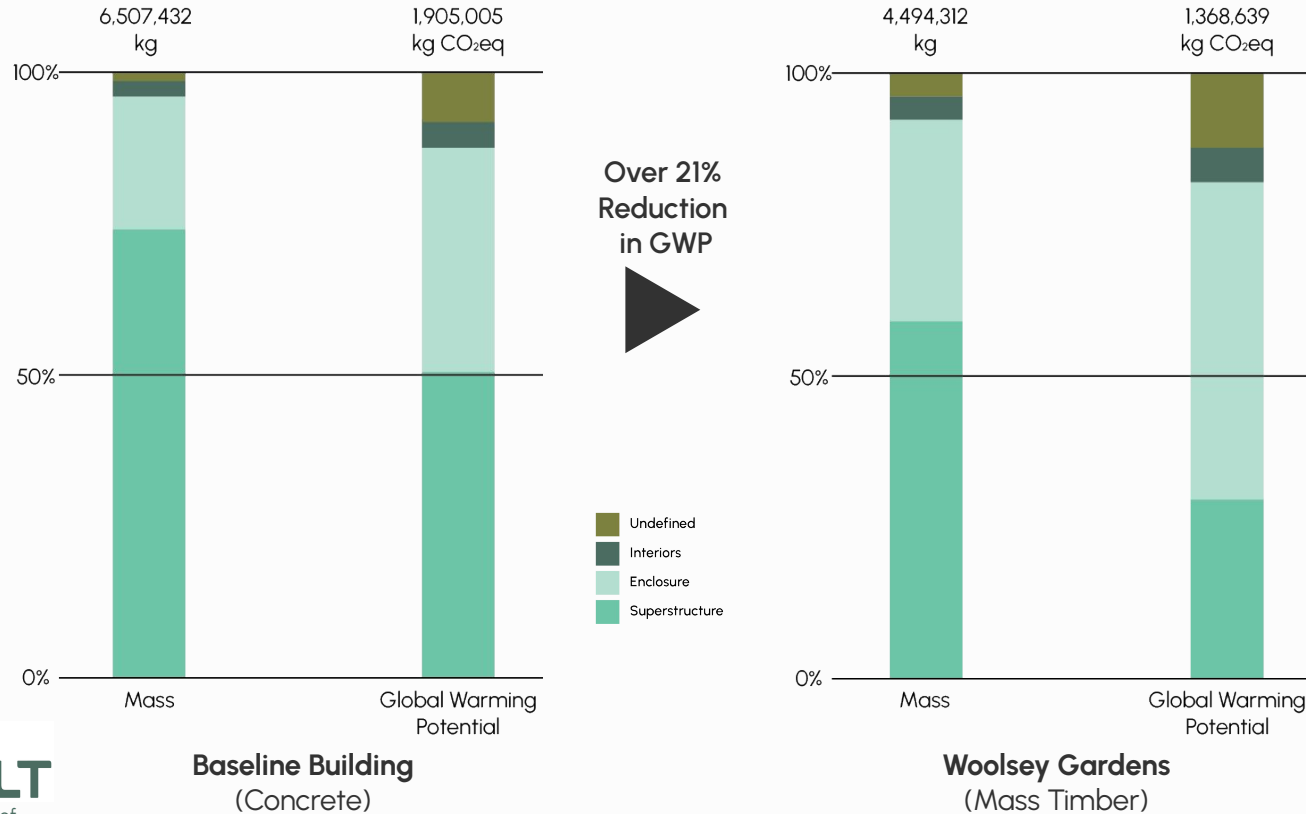 6,507,432
kg
1,905,005
kg CO₂eq
100%
50%
0%
Mass
Global Warming
Potential
Baseline Building
(Concrete)
Over 21%
Reduction
in GWP
Undefined
Interiors
Enclosure
Superstructure
4,494,312
kg
1,368,639
kg CO₂eq
100%
50%
0%
Mass
Global Warming
Potential
Woolsey Gardens
(Mass Timber)
LT
of